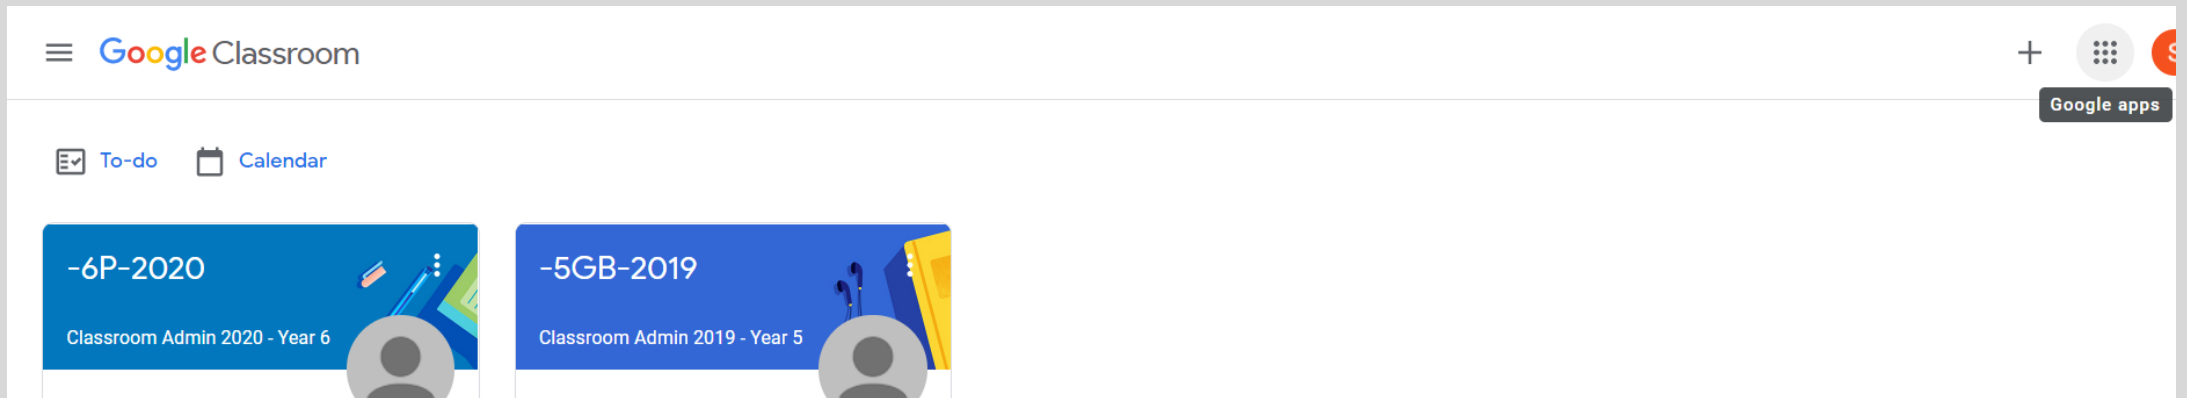 Google Classroom
Google apps
To-do Calendar
-6P-2020
Classroom Admin 2020 - Year 6
-5GB-2019
Classroom Admin 2019 - Year 5